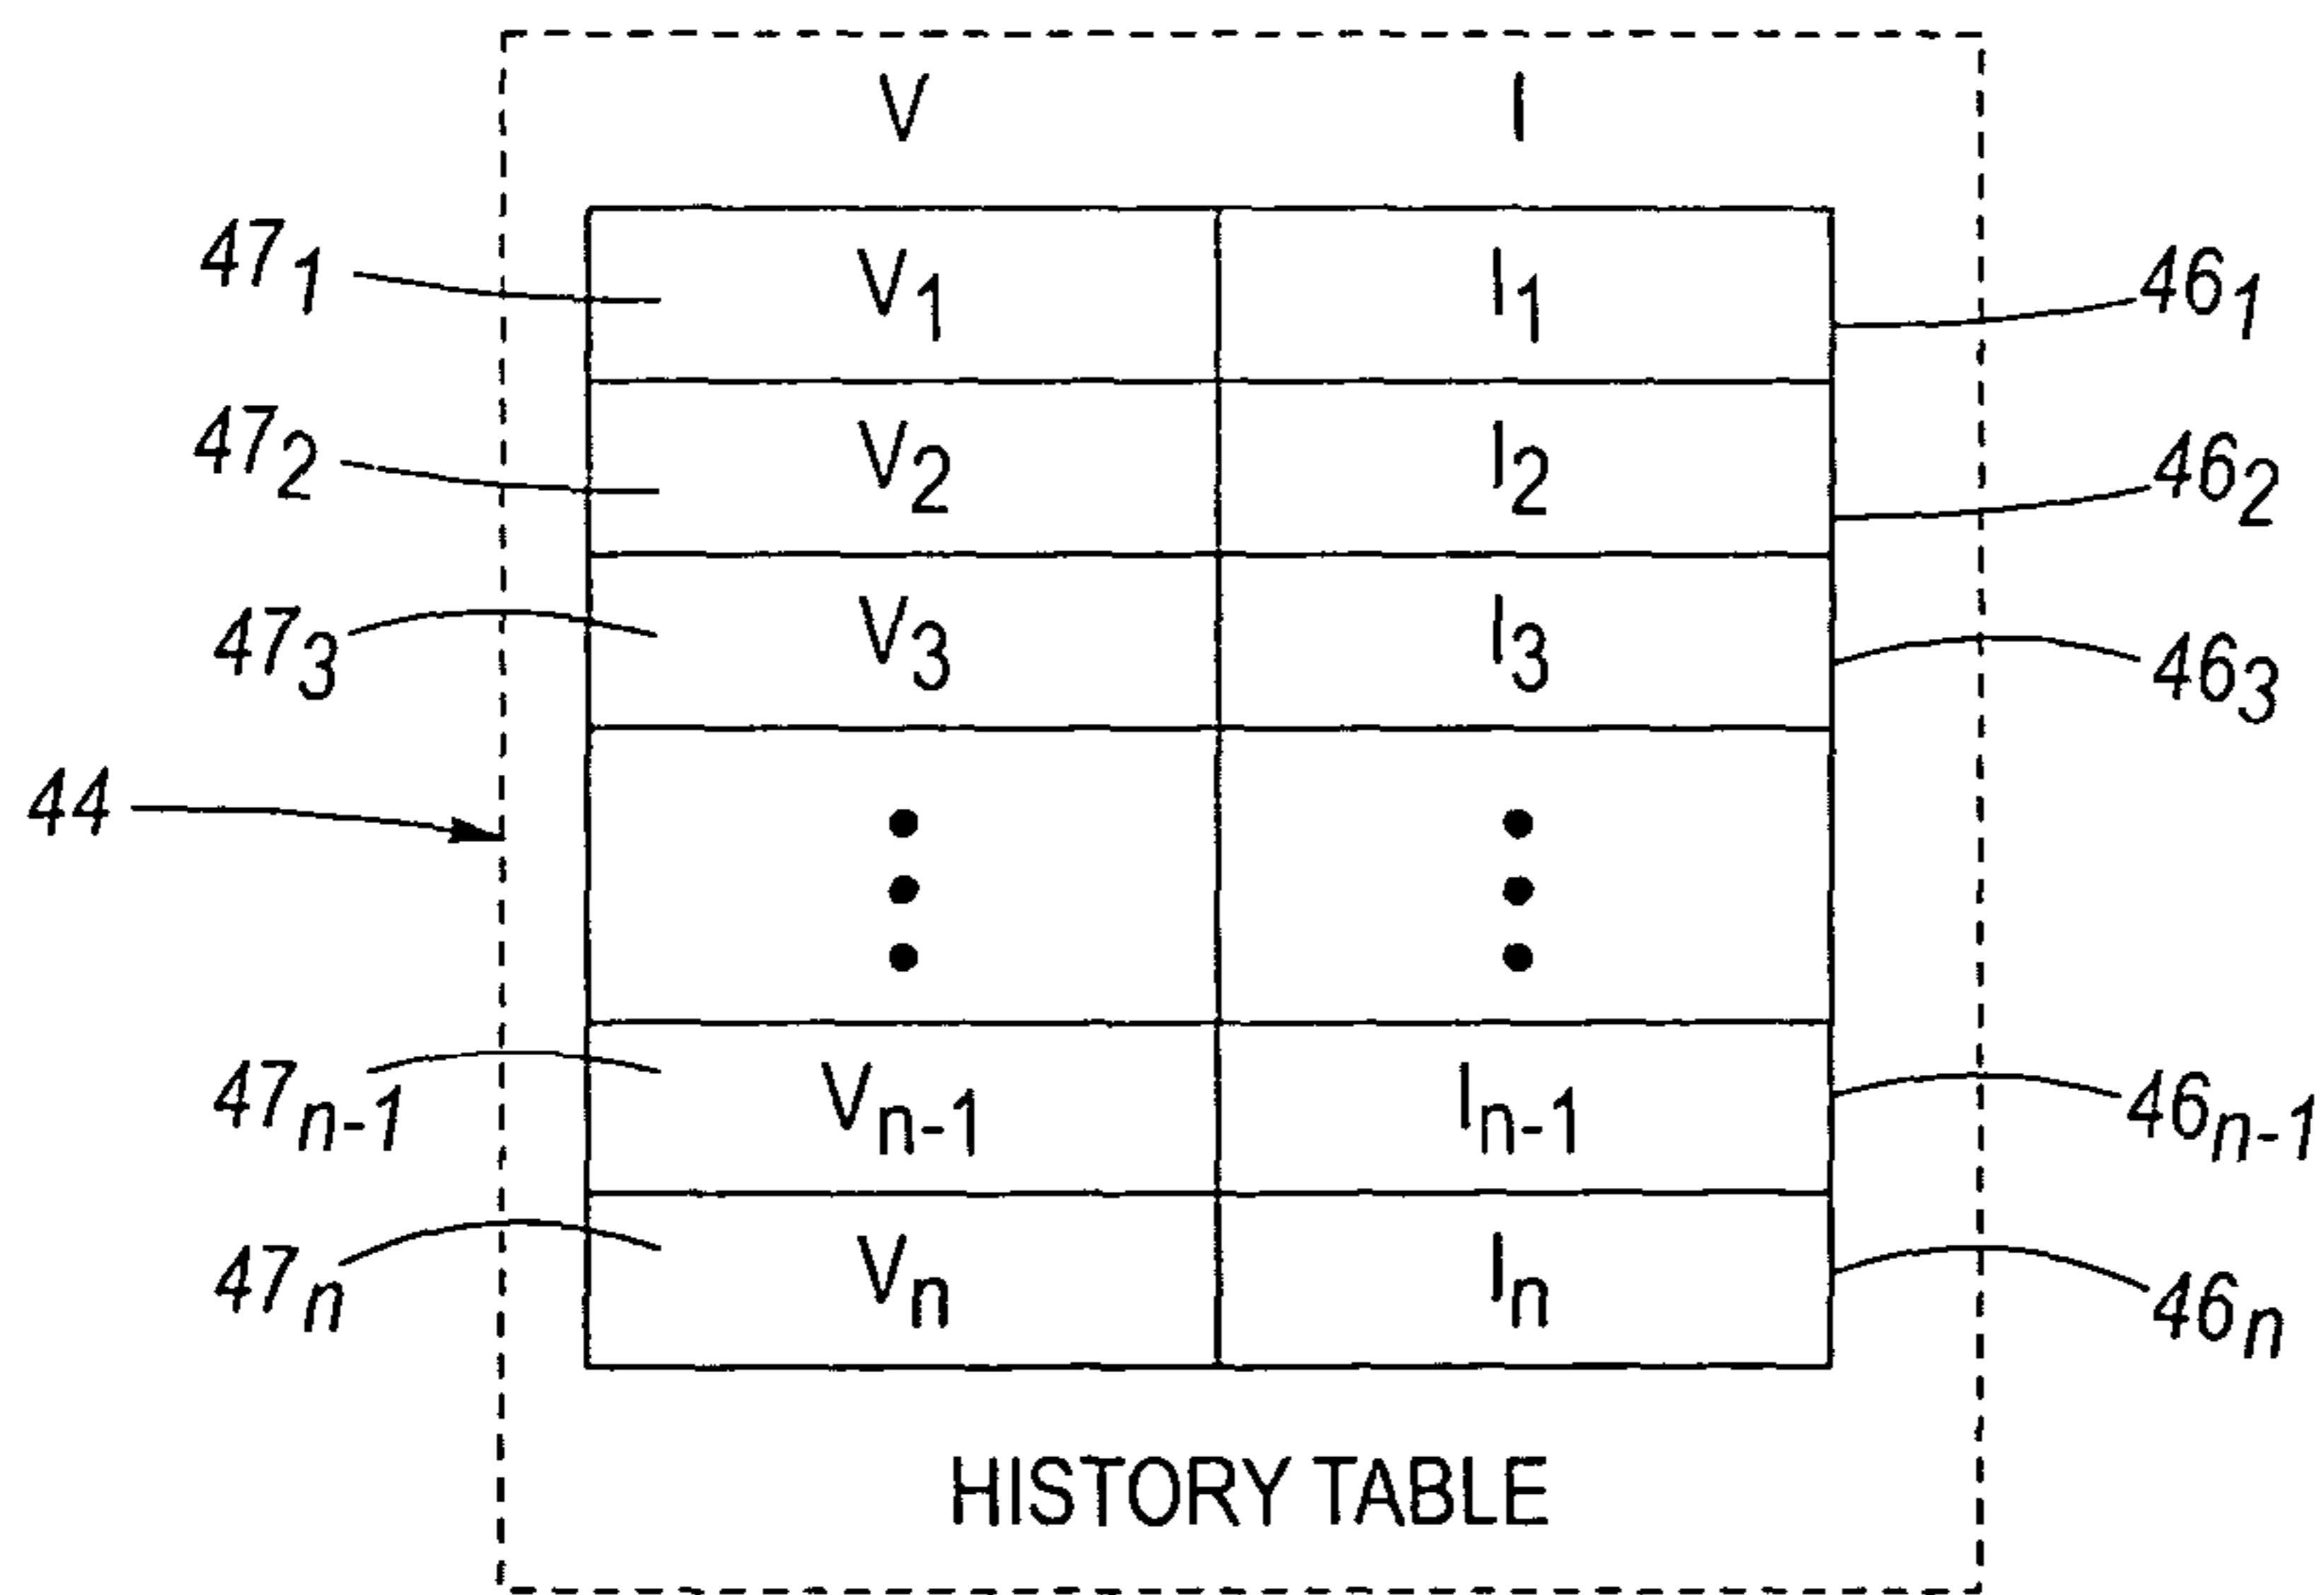 V I
47₁ V₁ I₁ 46₁
47₂ V₂ I₂ 46₂
47₃ V₃ I₃ 46₃
44
47ₙ₋₁ Vₙ₋₁ Iₙ₋₁ 46ₙ₋₁
47ₙ Vₙ Iₙ 46ₙ
HISTORY TABLE